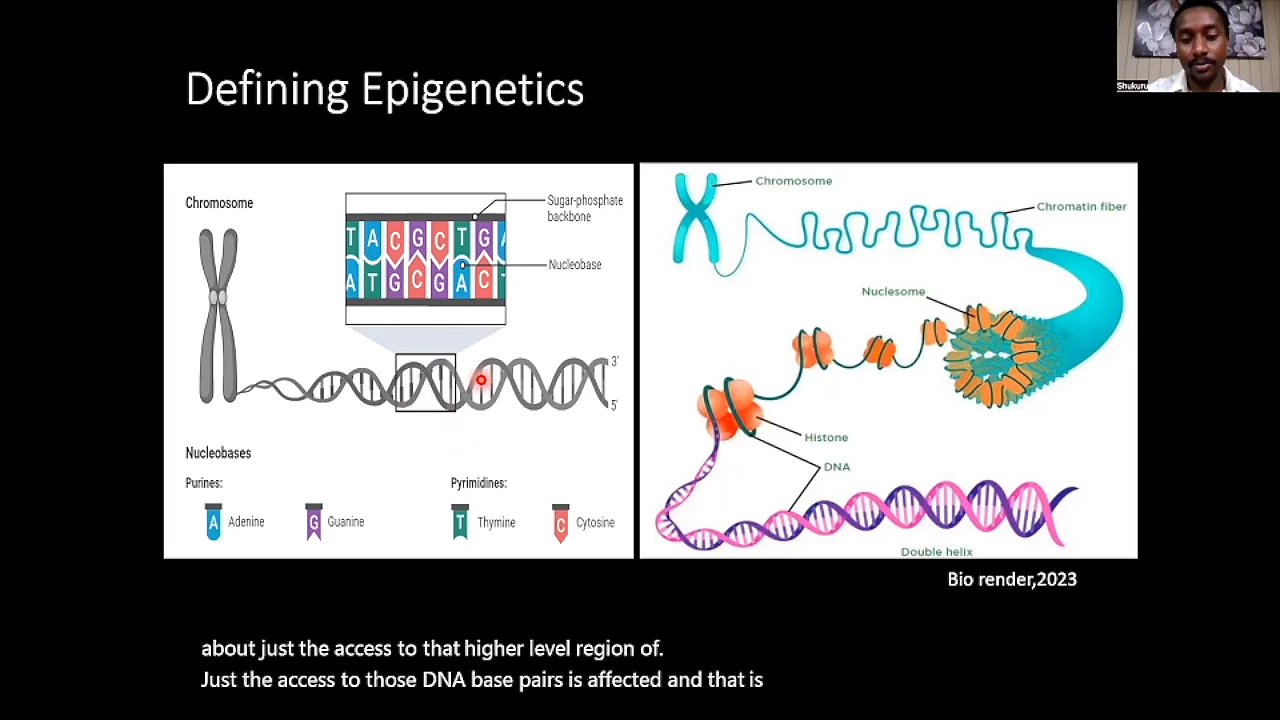 Defining Epigenetics
Shukuru
Chromosome
Sugar-phosphate
backbone
T A C G C T G A
Nucleobase
A T G C G A C T
3'
5'
Nucleobases
Purines:
Pyrimidines:
A Adenine
G Guanine
T Thymine
C Cytosine
Chromosome
Chromatin fiber
Nuclesome
Histone
DNA
Double helix
Bio render,2023
about just the access to that higher level region of.
Just the access to those DNA base pairs is affected and that is